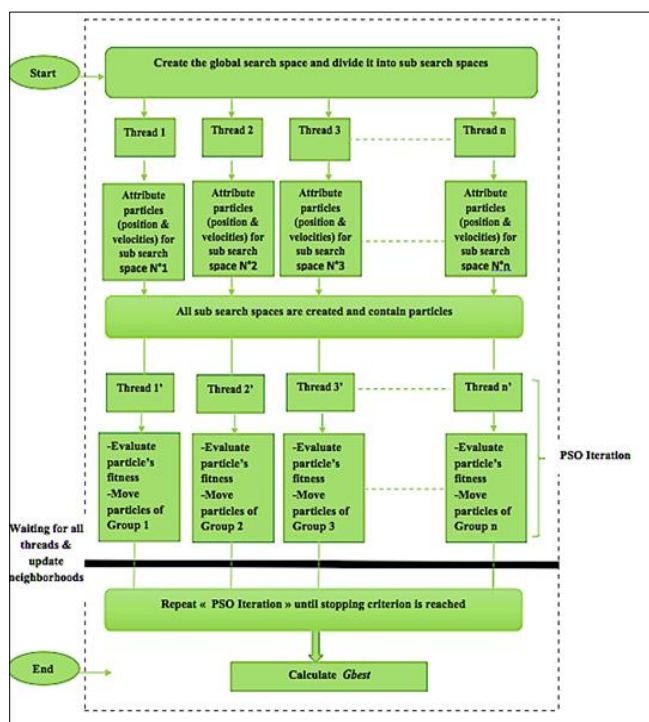 Start
Create the global search space and divide it into sub search spaces
Thread 1
Thread 2
Thread 3
Thread n
Attribute
particles
(position &
velocities) for
sub search
space N°1
Attribute
particles
(position &
velocities) for
sub search
space N°2
Attribute
particles
(position &
velocities) for
sub search
space N°3
Attribute
particles
(position &
velocities) for
sub search
space N°n
All sub search spaces are created and contain particles
Thread 1'
Thread 2'
Thread 3'
Thread n'
-Evaluate
particle's
fitness
-Move
particles of
Group 1
-Evaluate
particle's
fitness
-Move
particles of
Group 2
-Evaluate
particle's
fitness
-Move
particles of
Group 3
-Evaluate
particle's
fitness
-Move
particles of
Group n
PSO Iteration
Waiting for all
threads &
update
neighborhoods
Repeat « PSO Iteration » until stopping criterion is reached
End
Calculate Gbest